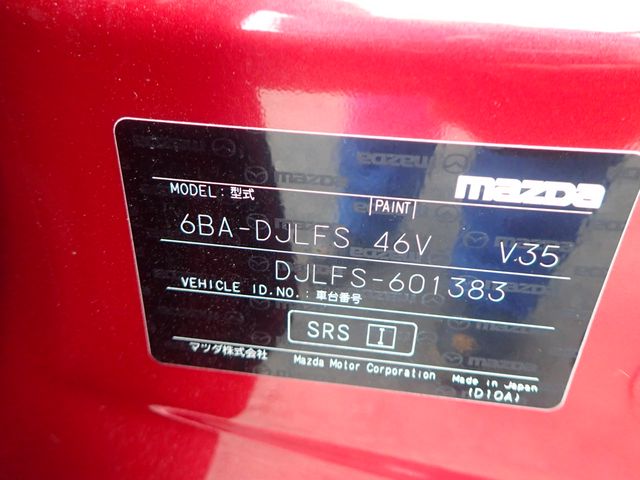 mazda
MODEL: 型式 PAINT
6BA-DJLFS 46V V.35
DJLFS-601383
VEHICLE ID.NO.: 車台番号
SRS I
マツダ株式会社 Mazda Motor Corporation Made in Japan
(D10A)